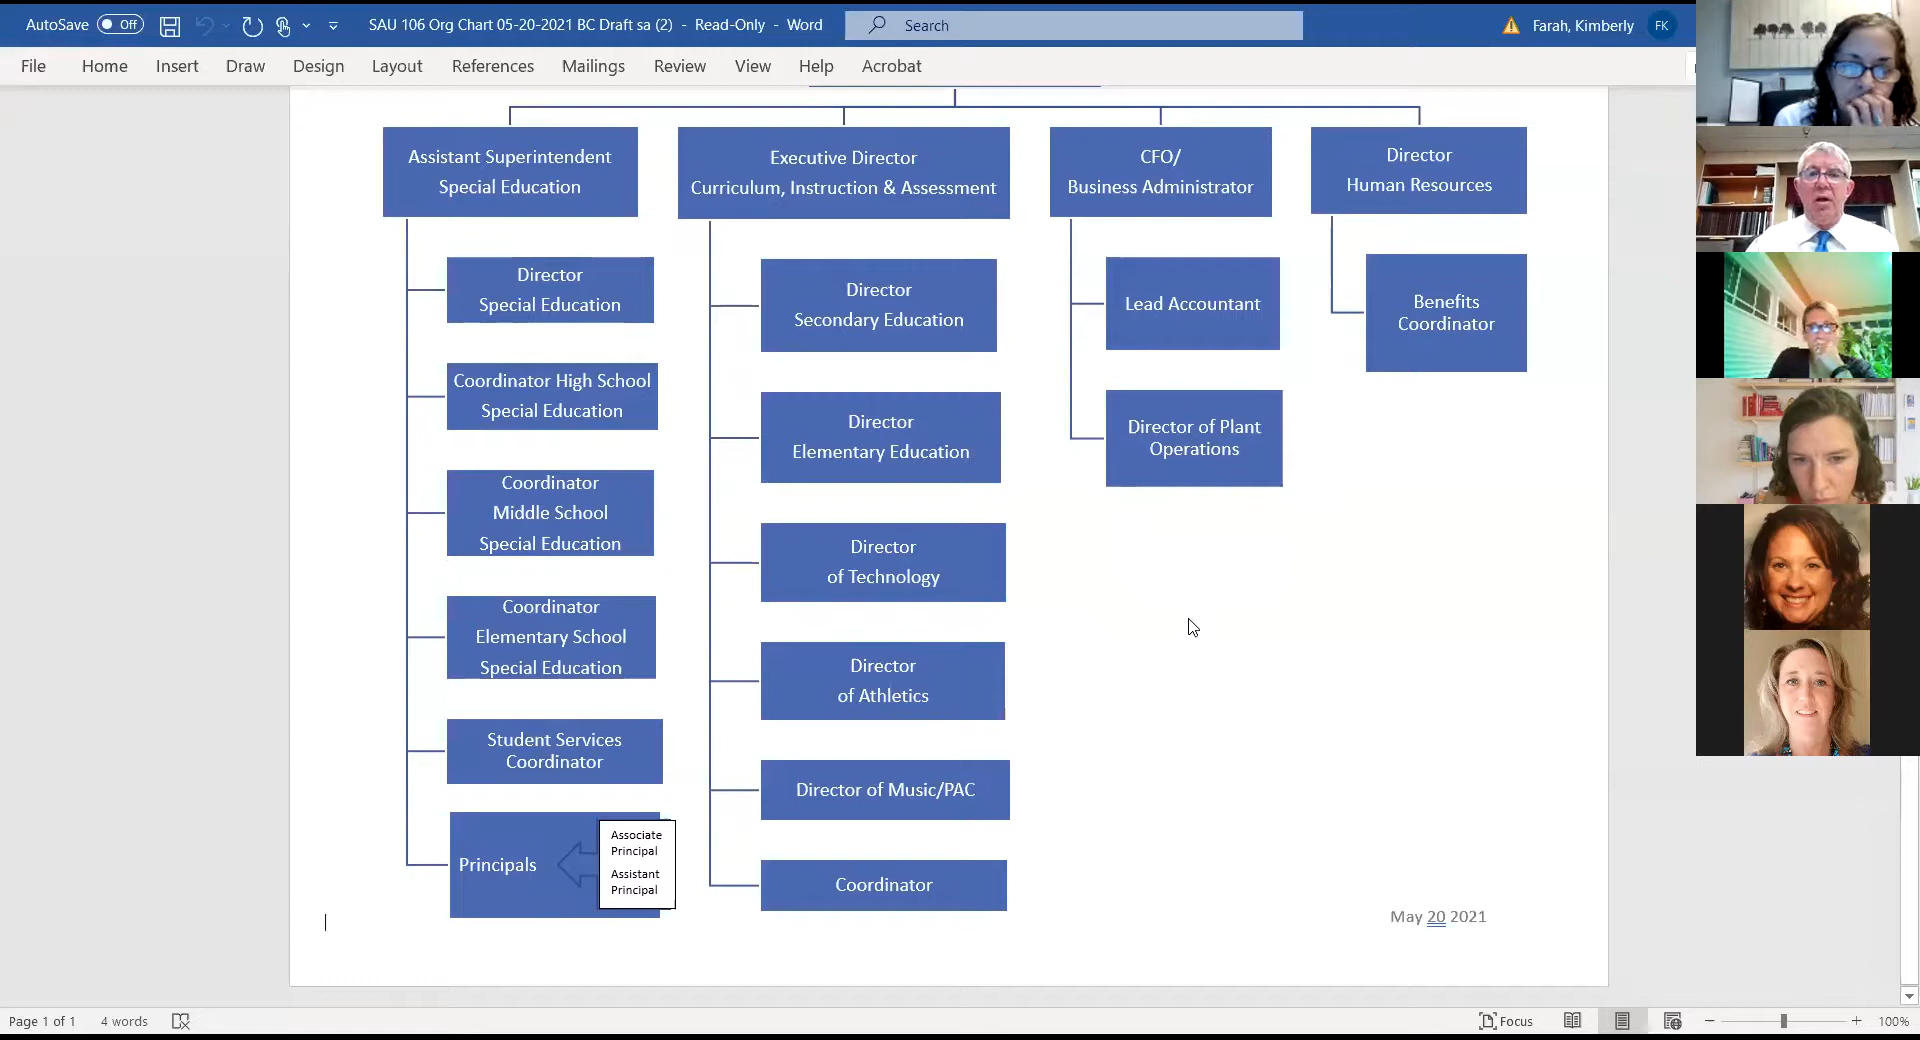 AutoSave Off SAU 106 Org Chart 05-20-2021 BC Draft sa (2) - Read-Only - Word Search Farah, Kimberly FK
File Home Insert Draw Design Layout References Mailings Review View Help Acrobat
Assistant Superintendent
Special Education
Director
Special Education
Coordinator High School
Special Education
Coordinator
Middle School
Special Education
Coordinator
Elementary School
Special Education
Student Services
Coordinator
Principals
Associate
Principal
Assistant
Principal
Executive Director
Curriculum, Instruction & Assessment
Director
Secondary Education
Director
Elementary Education
Director
of Technology
Director
of Athletics
Director of Music/PAC
Coordinator
CFO/
Business Administrator
Lead Accountant
Director of Plant
Operations
Director
Human Resources
Benefits
Coordinator
May 20 2021
Page 1 of 1 4 words Focus 100%